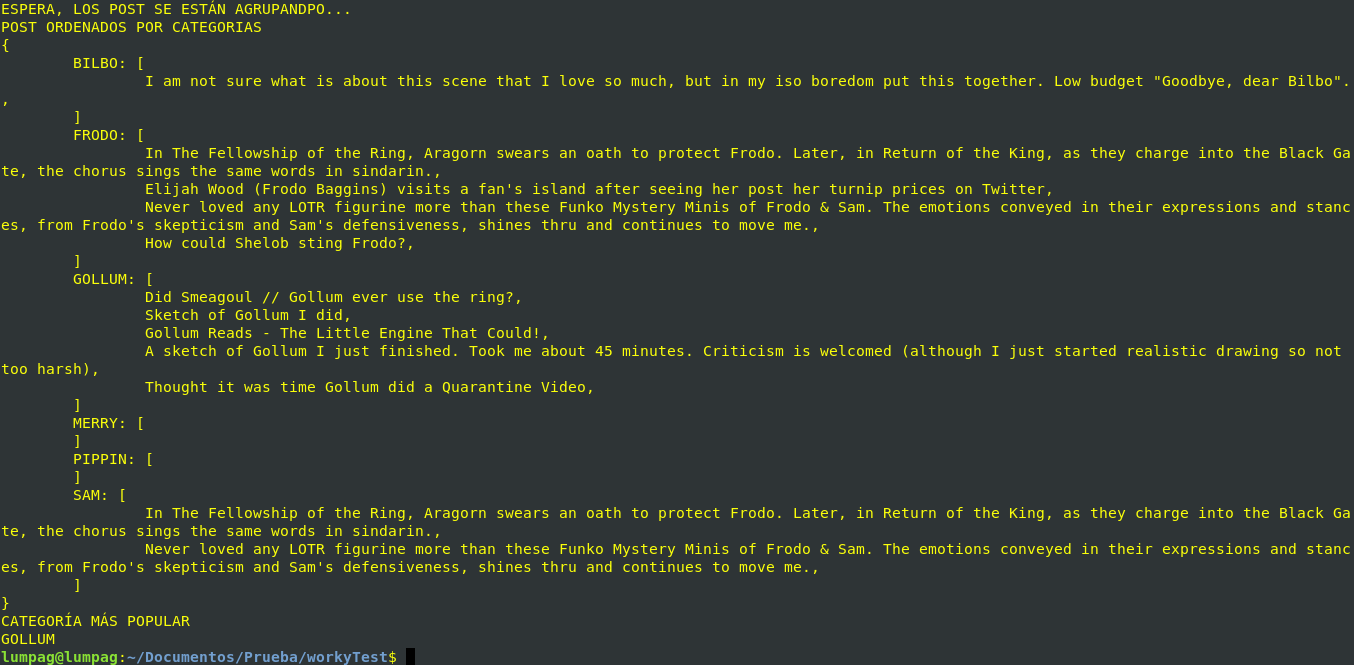 ESPERA, LOS POST SE ESTÁN AGRUPANDPO...
POST ORDENADOS POR CATEGORIAS
{
BILBO: [
I am not sure what is about this scene that I love so much, but in my iso boredom put this together. Low budget "Goodbye, dear Bilbo".
,
]
FRODO: [
In The Fellowship of the Ring, Aragorn swears an oath to protect Frodo. Later, in Return of the King, as they charge into the Black Ga
te, the chorus sings the same words in sindarin.,
Elijah Wood (Frodo Baggins) visits a fan's island after seeing her post her turnip prices on Twitter,
Never loved any LOTR figurine more than these Funko Mystery Minis of Frodo & Sam. The emotions conveyed in their expressions and stanc
es, from Frodo's skepticism and Sam's defensiveness, shines thru and continues to move me.,
How could Shelob sting Frodo?,
]
GOLLUM: [
Did Smeagoul // Gollum ever use the ring?,
Sketch of Gollum I did,
Gollum Reads - The Little Engine That Could!,
A sketch of Gollum I just finished. Took me about 45 minutes. Criticism is welcomed (although I just started realistic drawing so not
too harsh),
Thought it was time Gollum did a Quarantine Video,
]
MERRY: [
]
PIPPIN: [
]
SAM: [
In The Fellowship of the Ring, Aragorn swears an oath to protect Frodo. Later, in Return of the King, as they charge into the Black Ga
te, the chorus sings the same words in sindarin.,
Never loved any LOTR figurine more than these Funko Mystery Minis of Frodo & Sam. The emotions conveyed in their expressions and stanc
es, from Frodo's skepticism and Sam's defensiveness, shines thru and continues to move me.,
]
}
CATEGORÍA MÁS POPULAR
GOLLUM
lumpag@lumpag:~/Documentos/Prueba/workyTest$